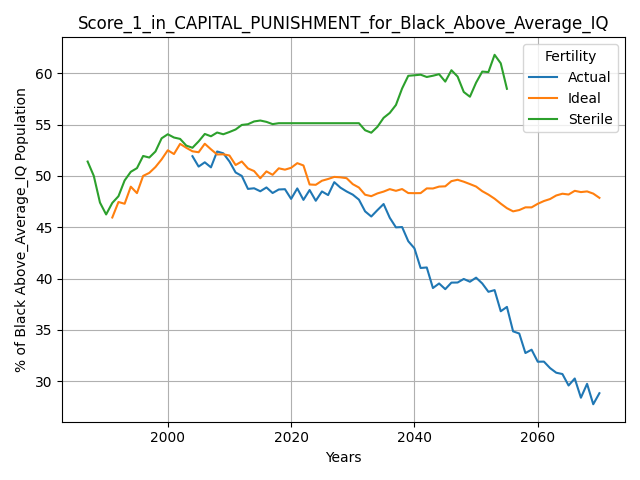 Score_1_in_CAPITAL_PUNISHMENT_for_Black_Above_Average_IQ
Fertility
Actual
Ideal
Sterile
% of Black Above_Average_IQ Population
60
55
50
45
40
35
30
2000
2020
2040
2060
Years